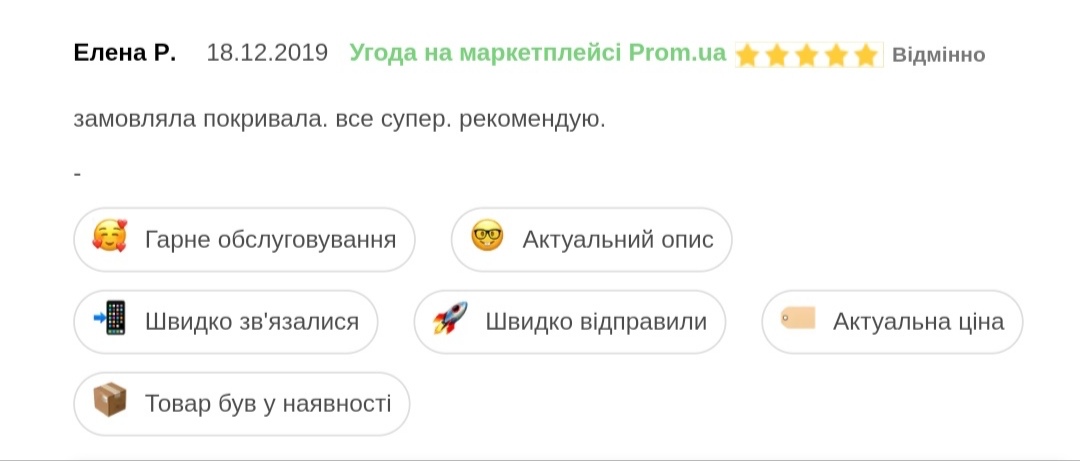 Елена Р. 18.12.2019 Угода на маркетплейсі Prom.ua Відмінно
замовляла покривала. все супер. рекомендую.
-
Гарне обслуговування Актуальний опис
Швидко зв'язалися Швидко відправили Актуальна ціна
Товар був у наявності